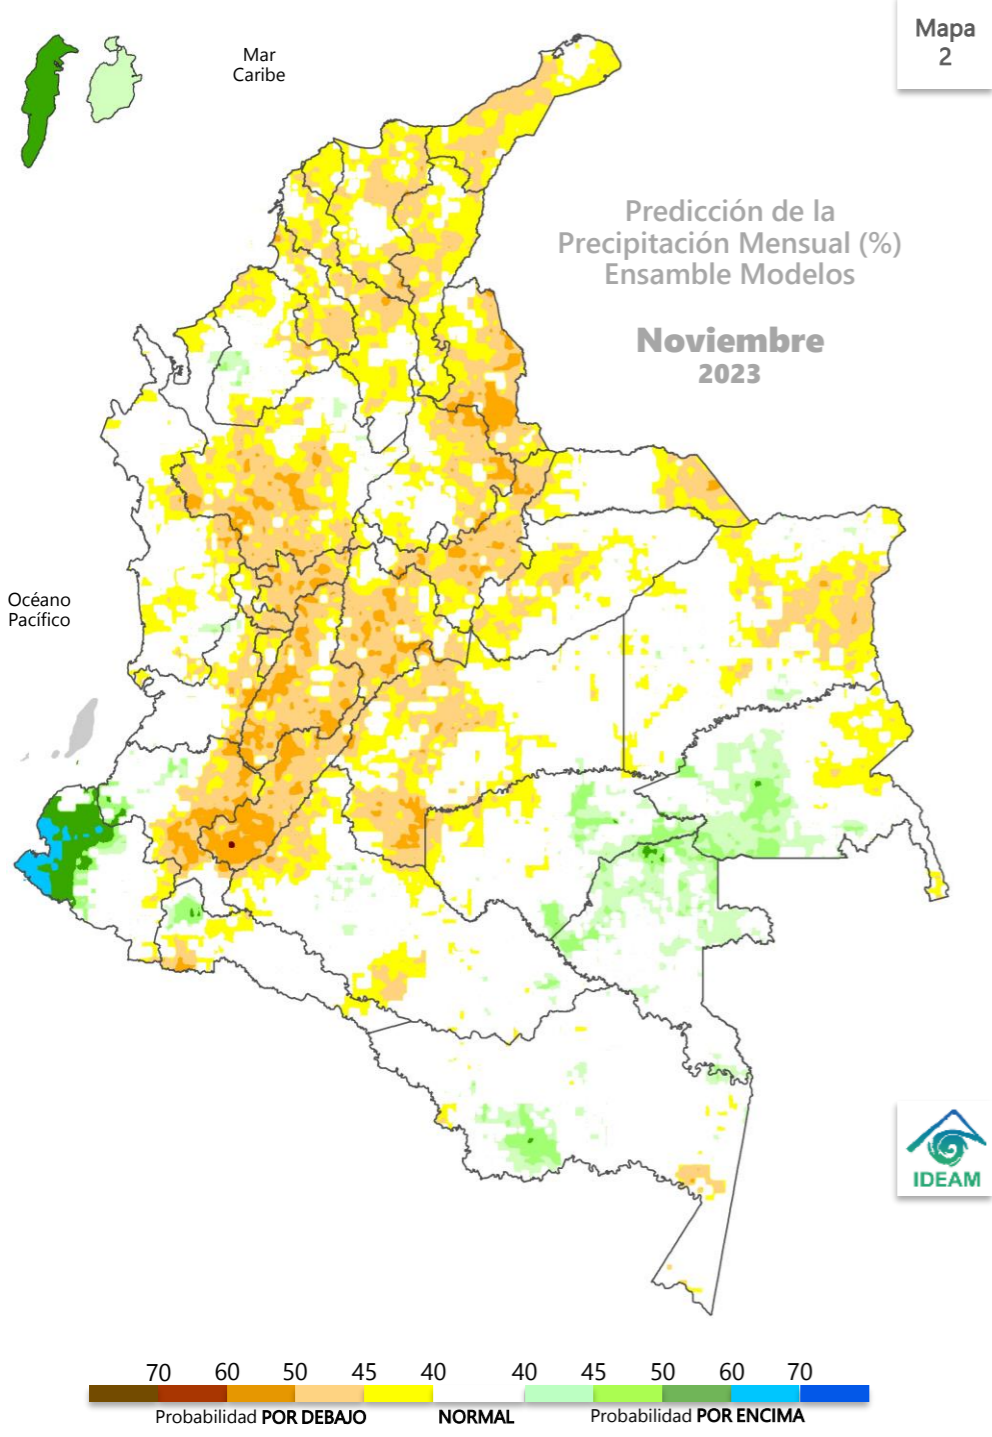 Mapa
2
Mar
Caribe
Predicción de la
Precipitación Mensual (%)
Ensamble Modelos
Noviembre
2023
Océano
Pacífico
IDEAM
70 60 50 45 40 40 45 50 60 70
Probabilidad POR DEBAJO NORMAL Probabilidad POR ENCIMA